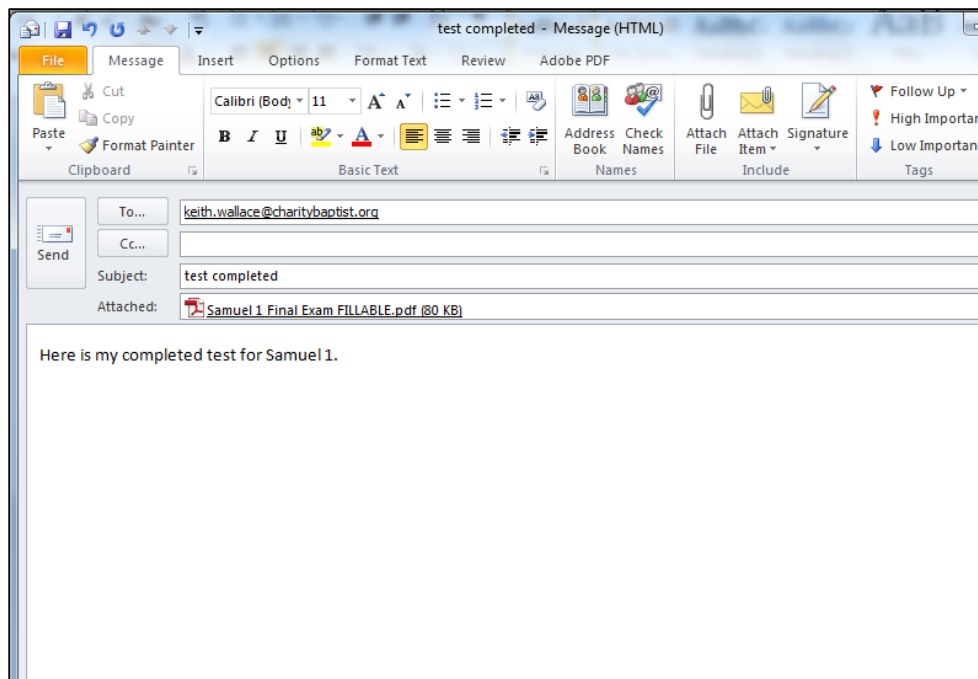 test completed - Message (HTML)
File Message Insert Options Format Text Review Adobe PDF
Cut
Copy
Format Painter
Paste
Clipboard
Calibri (Body 11
B I U
Basic Text
Address Book
Check Names
Names
Attach File
Attach Item
Signature
Include
Follow Up
High Importan
Low Importan
Tags
Send
To... keith.wallace@charitybaptist.org
Cc...
Subject: test completed
Attached: Samuel 1 Final Exam FILLABLE.pdf (80 KB)
Here is my completed test for Samuel 1.